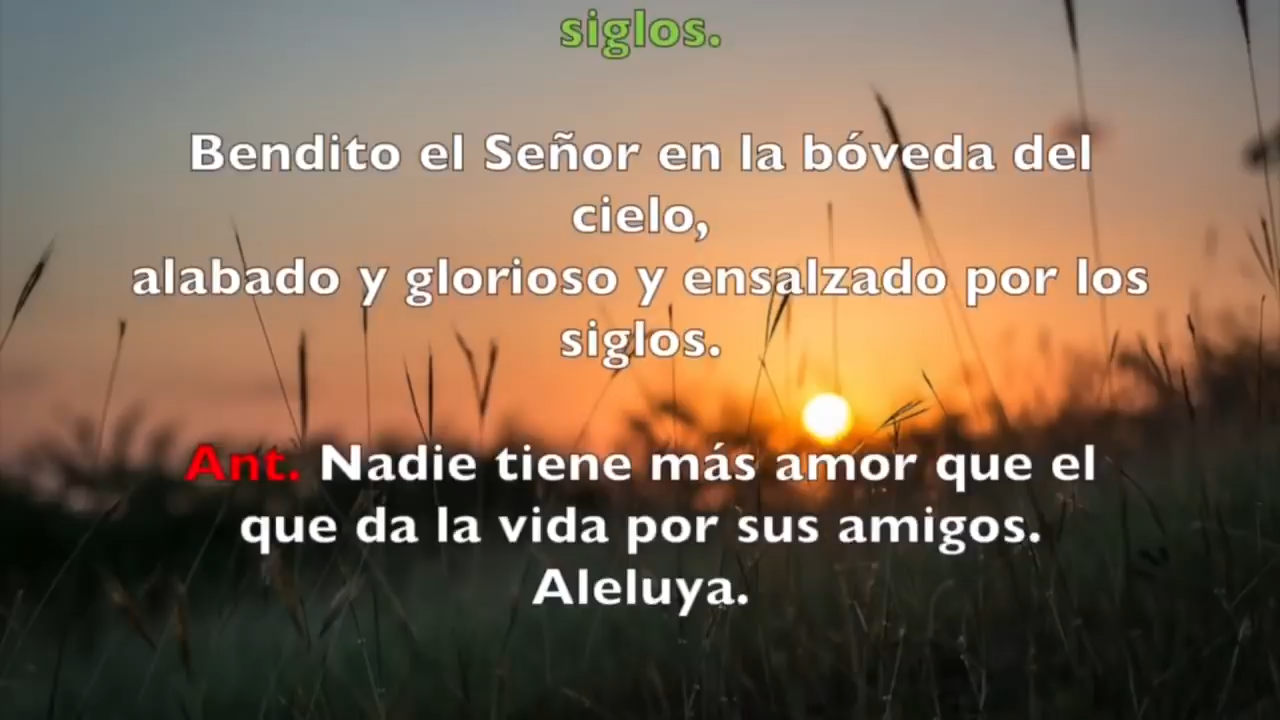 siglos.
Bendito el Señor en la bóveda del
cielo,
alabado y glorioso y ensalzado por los
siglos.
Ant. Nadie tiene más amor que el
que da la vida por sus amigos.
Aleluya.